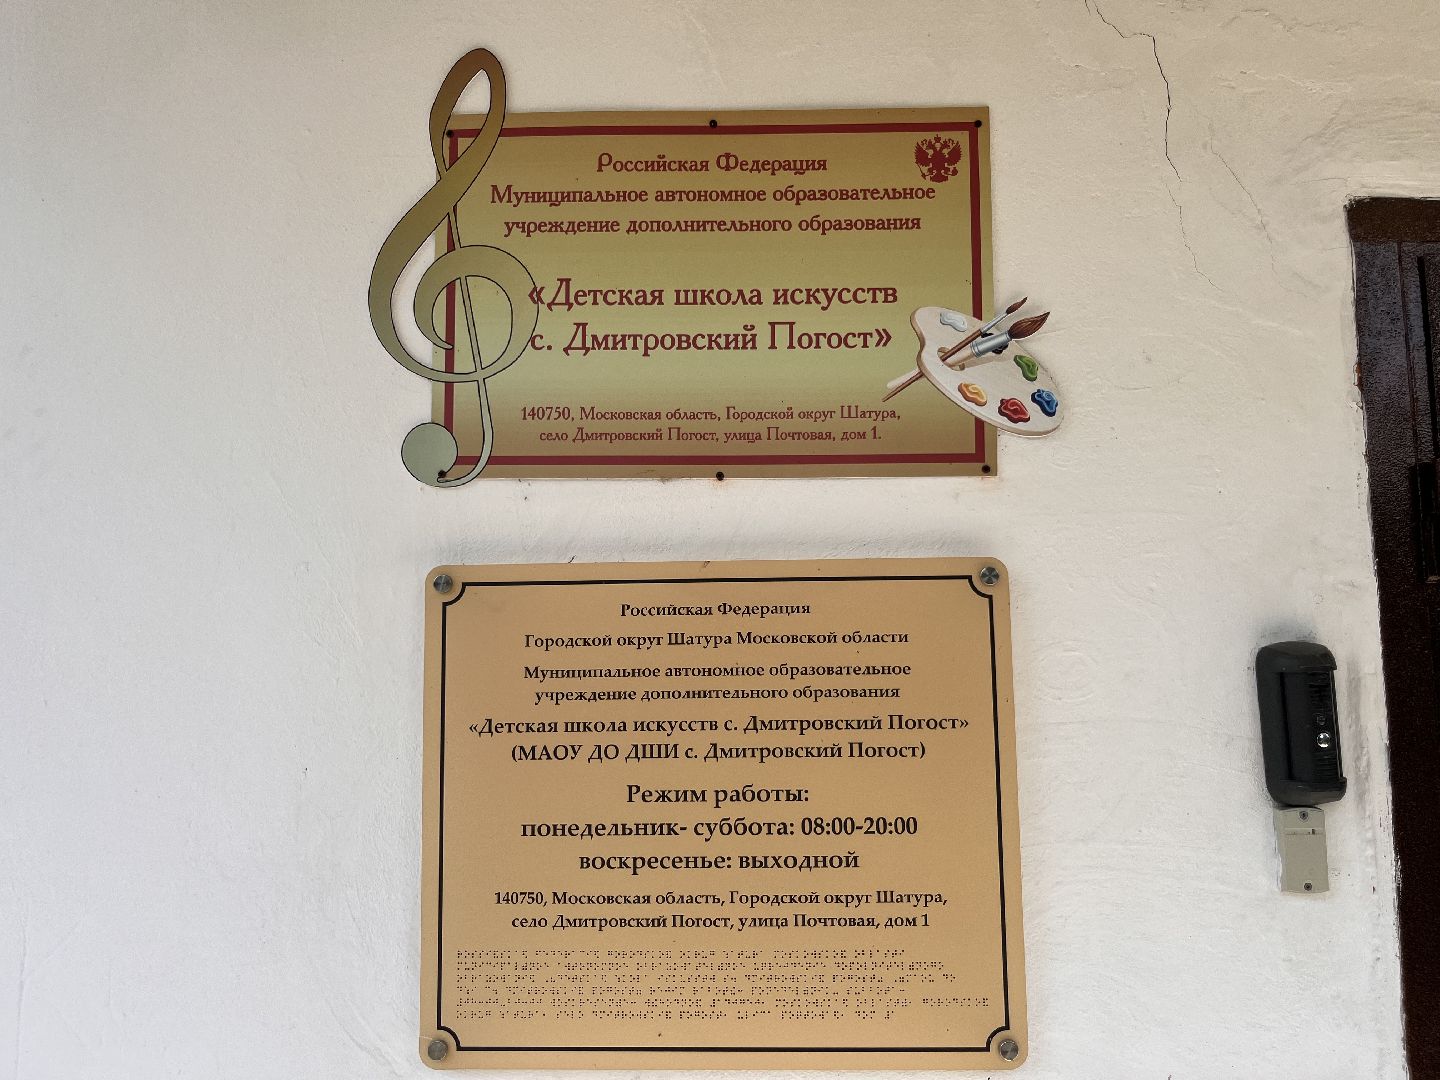 Российская Федерация
Муниципальное автономное образовательное
учреждение дополнительного образования
«Детская школа искусств
с. Дмитровский Погост»
140750, Московская область, Городской округ Шатура,
село Дмитровский Погост, улица Почтовая, дом 1.
Российская Федерация
Городской округ Шатура Московской области
Муниципальное автономное образовательное
учреждение дополнительного образования
«Детская школа искусств с. Дмитровский Погост»
(МАОУ ДО ДШИ с. Дмитровский Погост)
Режим работы:
понедельник- суббота: 08:00-20:00
воскресенье: выходной
140750, Московская область, Городской округ Шатура,
село Дмитровский Погост, улица Почтовая, дом 1